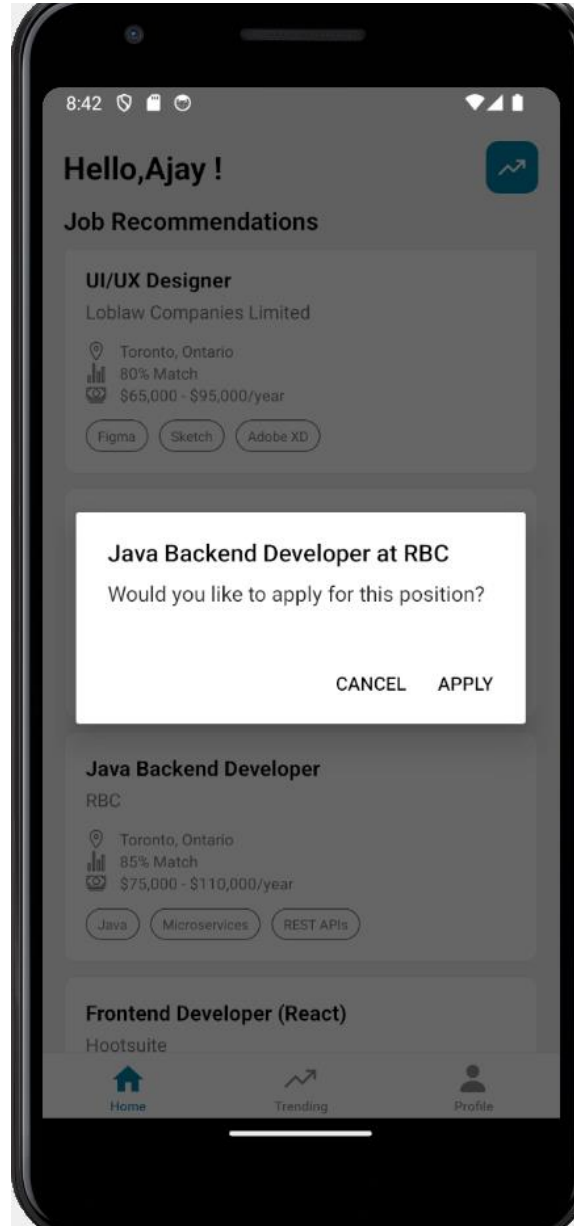 8:42
Hello,Ajay !
Job Recommendations
UI/UX Designer
Loblaw Companies Limited
Toronto, Ontario
80% Match
$65,000 - $95,000/year
Figma Sketch Adobe XD
Java Backend Developer at RBC
Would you like to apply for this position?
CANCEL APPLY
Java Backend Developer
RBC
Toronto, Ontario
85% Match
$75,000 - $110,000/year
Java Microservices REST APIs
Frontend Developer (React)
Hootsuite
Home Trending Profile